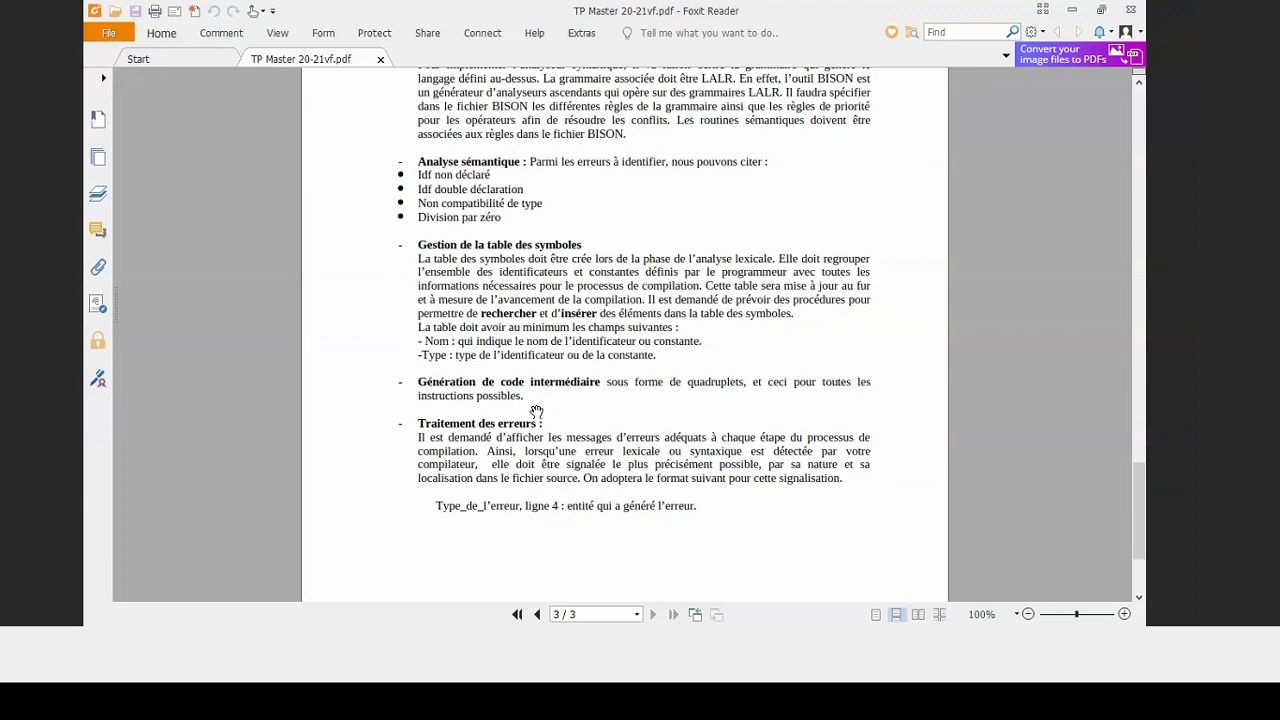 TP Master 20-21vf.pdf - Foxit Reader
File Home Comment View Form Protect Share Connect Help Extras Tell me what you want to do.. Find
Start TP Master 20-21vf.pdf
Convert your
image files to PDFs
langage défini au-dessus. La grammaire associée doit être LALR. En effet, l’outil BISON est
un générateur d’analyseurs ascendants qui opère sur des grammaires LALR. Il faudra spécifier
dans le fichier BISON les différentes règles de la grammaire ainsi que les règles de priorité
pour les opérateurs afin de résoudre les conflits. Les routines sémantiques doivent être
associées aux règles dans le fichier BISON.
- Analyse sémantique : Parmi les erreurs à identifier, nous pouvons citer :
• Idf non déclaré
• Idf double déclaration
• Non compatibilité de type
• Division par zéro
- Gestion de la table des symboles
La table des symboles doit être crée lors de la phase de l’analyse lexicale. Elle doit regrouper
l’ensemble des identificateurs et constantes définis par le programmeur avec toutes les
informations nécessaires pour le processus de compilation. Cette table sera mise à jour au fur
et à mesure de l’avancement de la compilation. Il est demandé de prévoir des procédures pour
permettre de rechercher et d’insérer des éléments dans la table des symboles.
La table doit avoir au minimum les champs suivantes :
- Nom : qui indique le nom de l’identificateur ou constante.
-Type : type de l’identificateur ou de la constante.
- Génération de code intermédiaire sous forme de quadruplets, et ceci pour toutes les
instructions possibles.
- Traitement des erreurs :
Il est demandé d’afficher les messages d’erreurs adéquats à chaque étape du processus de
compilation. Ainsi, lorsqu’une erreur lexicale ou syntaxique est détectée par votre
compilateur, elle doit être signalée le plus précisément possible, par sa nature et sa
localisation dans le fichier source. On adoptera le format suivant pour cette signalisation.
Type_de_l’erreur, ligne 4 : entité qui a généré l’erreur.
3 / 3
100%